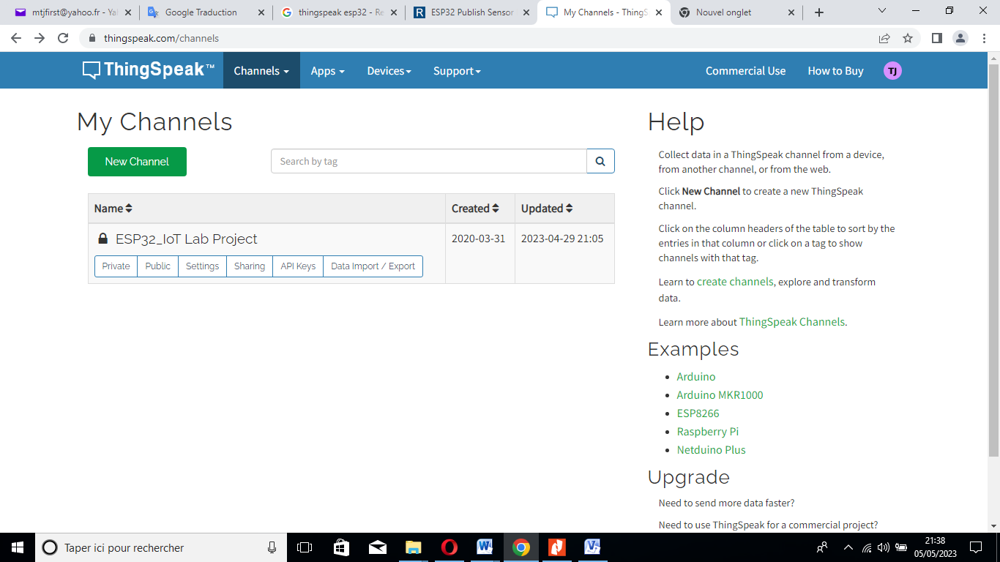 mtjfirst@yahoo.fr - Ya
Google Traduction
thingspeak esp32 - Re
ESP32 Publish Sensor
My Channels - ThingS
Nouvel onglet
thingspeak.com/channels
ThingSpeak™
Channels
Apps
Devices
Support
Commercial Use
How to Buy
TJ
My Channels
New Channel
Search by tag
Name
Created
Updated
ESP32_IoT Lab Project
2020-03-31
2023-04-29 21:05
Private
Public
Settings
Sharing
API Keys
Data Import / Export
Help
Collect data in a ThingSpeak channel from a device,
from another channel, or from the web.
Click New Channel to create a new ThingSpeak
channel.
Click on the column headers of the table to sort by the
entries in that column or click on a tag to show
channels with that tag.
Learn to create channels, explore and transform
data.
Learn more about ThingSpeak Channels.
Examples
Arduino
Arduino MKR1000
ESP8266
Raspberry Pi
Netduino Plus
Upgrade
Need to send more data faster?
Need to use ThingSpeak for a commercial project?
Taper ici pour rechercher
21:38
05/05/2023